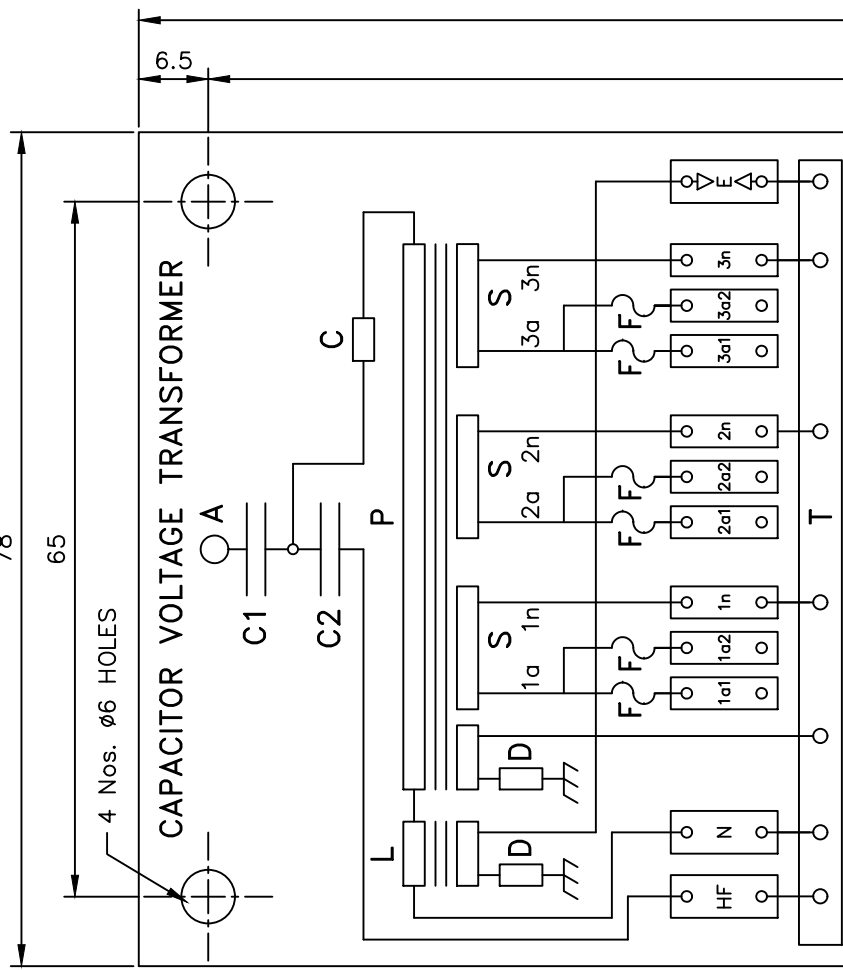 6.5
78
65
4 Nos. ø6 HOLES
CAPACITOR VOLTAGE TRANSFORMER
A
C1
C2
C
P
L
D
D
S
1a
1n
S
2a
2n
S
3a
3n
F
F
F
F
F
F
HF
N
1a1
1a2
1n
2a1
2a2
2n
3a1
3a2
3n
E
T